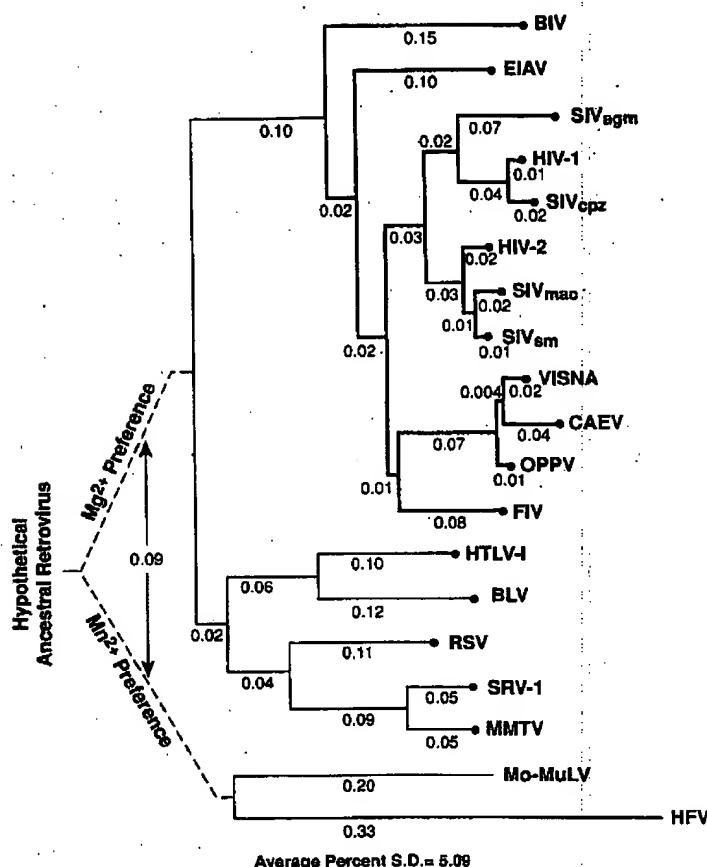 BIV
0.15
EIAV
0.10
SIVagm
0.07
0.10
0.02
HIV-1
0.01
0.04
SIVcpz
0.02
0.02
0.03
HIV-2
0.02
SIVmac
0.02
0.03
0.01
SIVsm
0.01
0.02
VISNA
0.004
0.02
CAEV
0.04
0.07
OPPV
0.01
0.01
FIV
0.08
Mg2+ Preference
Hypothetical
Ancestral Retrovirus
0.09
Mn2+ Preference
HTLV-I
0.10
0.06
BLV
0.12
0.02
RSV
0.11
0.04
SRV-1
0.05
0.09
MMTV
0.05
Mo-MuLV
0.20
HFV
0.33
Average Percent S.D.= 5.09